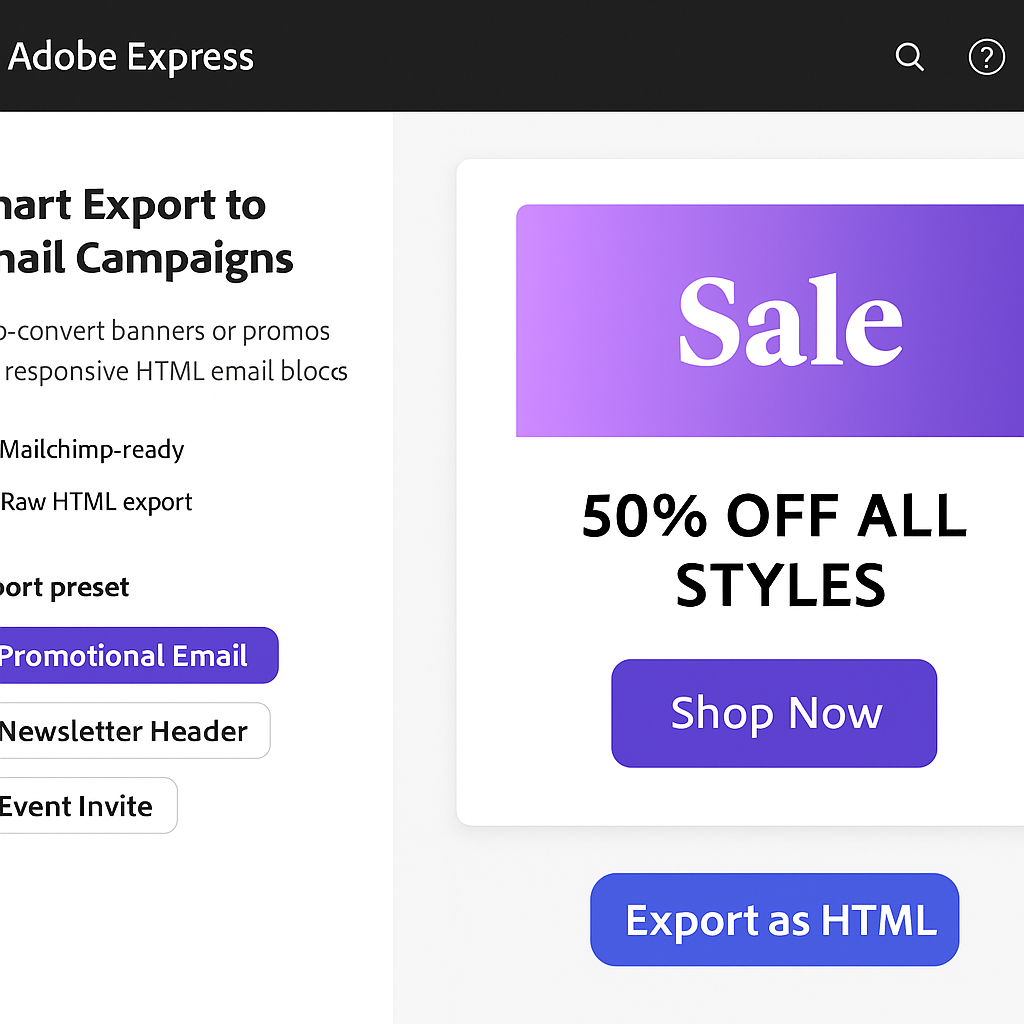 Adobe Express
?
nart Export to
nail Campaigns
o-convert banners or promos
responsive HTML email bloccs
Mailchimp-ready
Raw HTML export
port preset
Promotional Email
Newsletter Header
Event Invite
Sale
50% OFF ALL
STYLES
Shop Now
Export as HTML